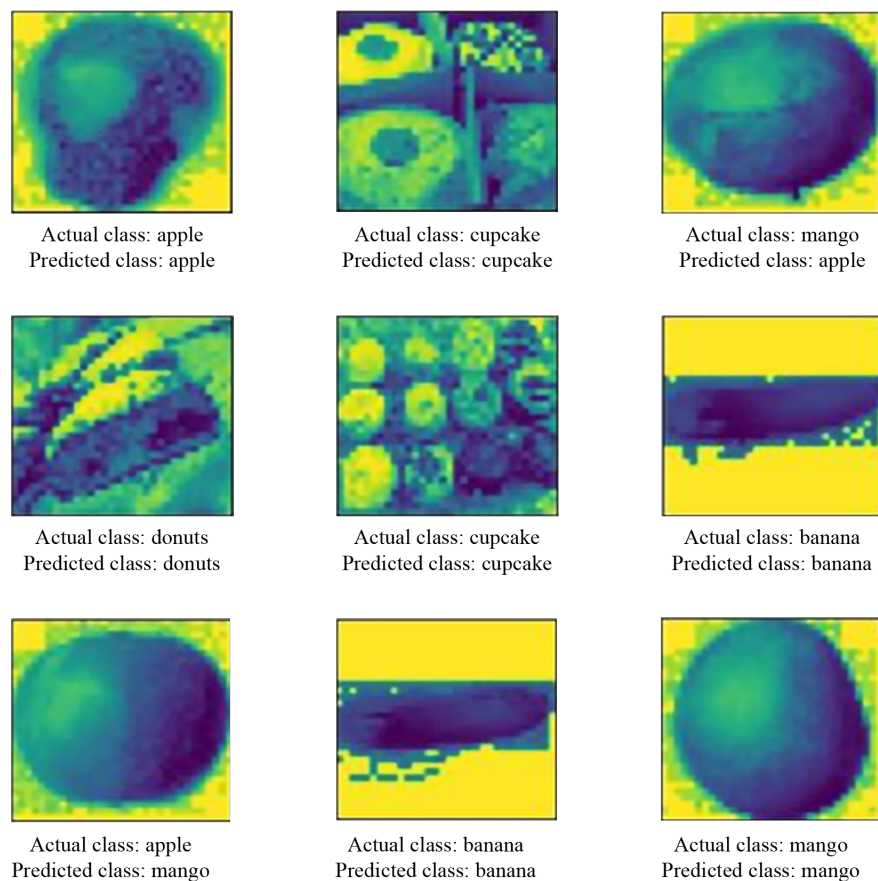 Actual class: apple
Predicted class: apple
Actual class: cupcake
Predicted class: cupcake
Actual class: mango
Predicted class: apple
Actual class: donuts
Predicted class: donuts
Actual class: cupcake
Predicted class: cupcake
Actual class: banana
Predicted class: banana
Actual class: apple
Predicted class: mango
Actual class: banana
Predicted class: banana
Actual class: mango
Predicted class: mango